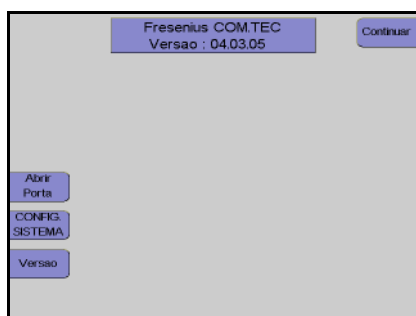 Fresenius COM.TEC
Versao : 04.03.05
Continuar
Abrir
Porta
CONFIG.
SISTEMA
Versao